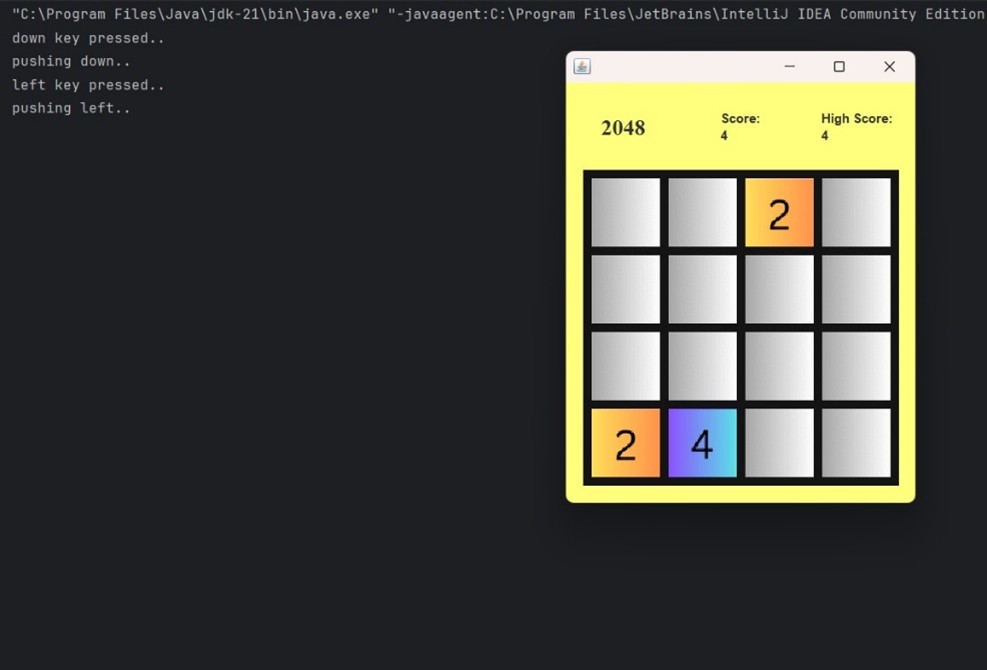 "C:\Program Files\Java\jdk-21\bin\java.exe" "-javaagent:C:\Program Files\JetBrains\IntelliJ IDEA Community Edition
down key pressed..
pushing down..
left key pressed..
pushing left..
2048
Score:
4
High Score:
4
2
2 4